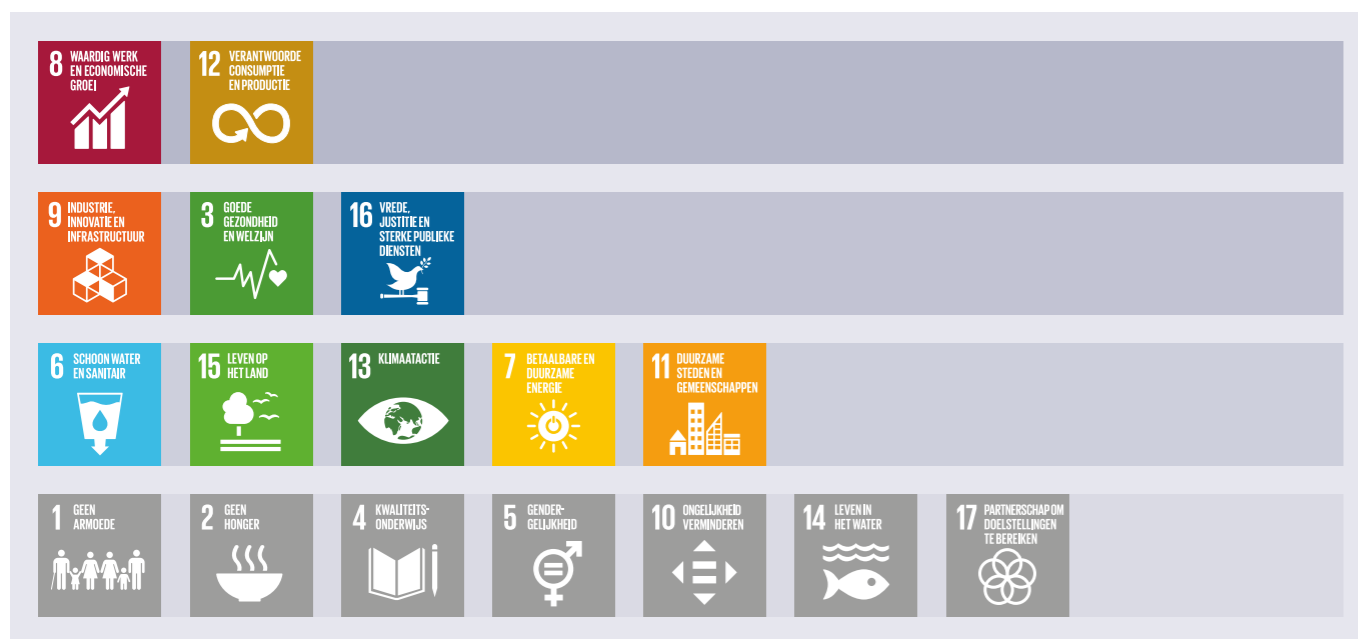 8 WAARDIG WERK
EN ECONOMISCHE
GROEI
12 VERANTWOORDE
CONSUMPTIE
EN PRODUCTIE
9 INDUSTRIE,
INNOVATIE EN
INFRASTRUCTUUR
3 GOEDE
GEZONDHEID
EN WELZIJN
16 VREDE,
JUSTITIE EN
STERKE PUBLIEKE
DIENSTEN
6 SCHOON WATER
EN SANITAIR
15 LEVEN OP
HET LAND
13 KLIMAATACTIE
7 BETAALBARE EN
DUURZAME
ENERGIE
11 DUURZAME
STEDEN EN
GEMEENSCHAPPEN
1 GEEN
ARMOEDE
2 GEEN
HONGER
4 KWALITEITS-
ONDERWIJS
5 GENDER-
GELIJKHEID
10 ONGELIJKHEID
VERMINDEREN
14 LEVEN IN
HET WATER
17 PARTNERSCHAP OM
DOELSTELLINGEN
TE BEREIKEN